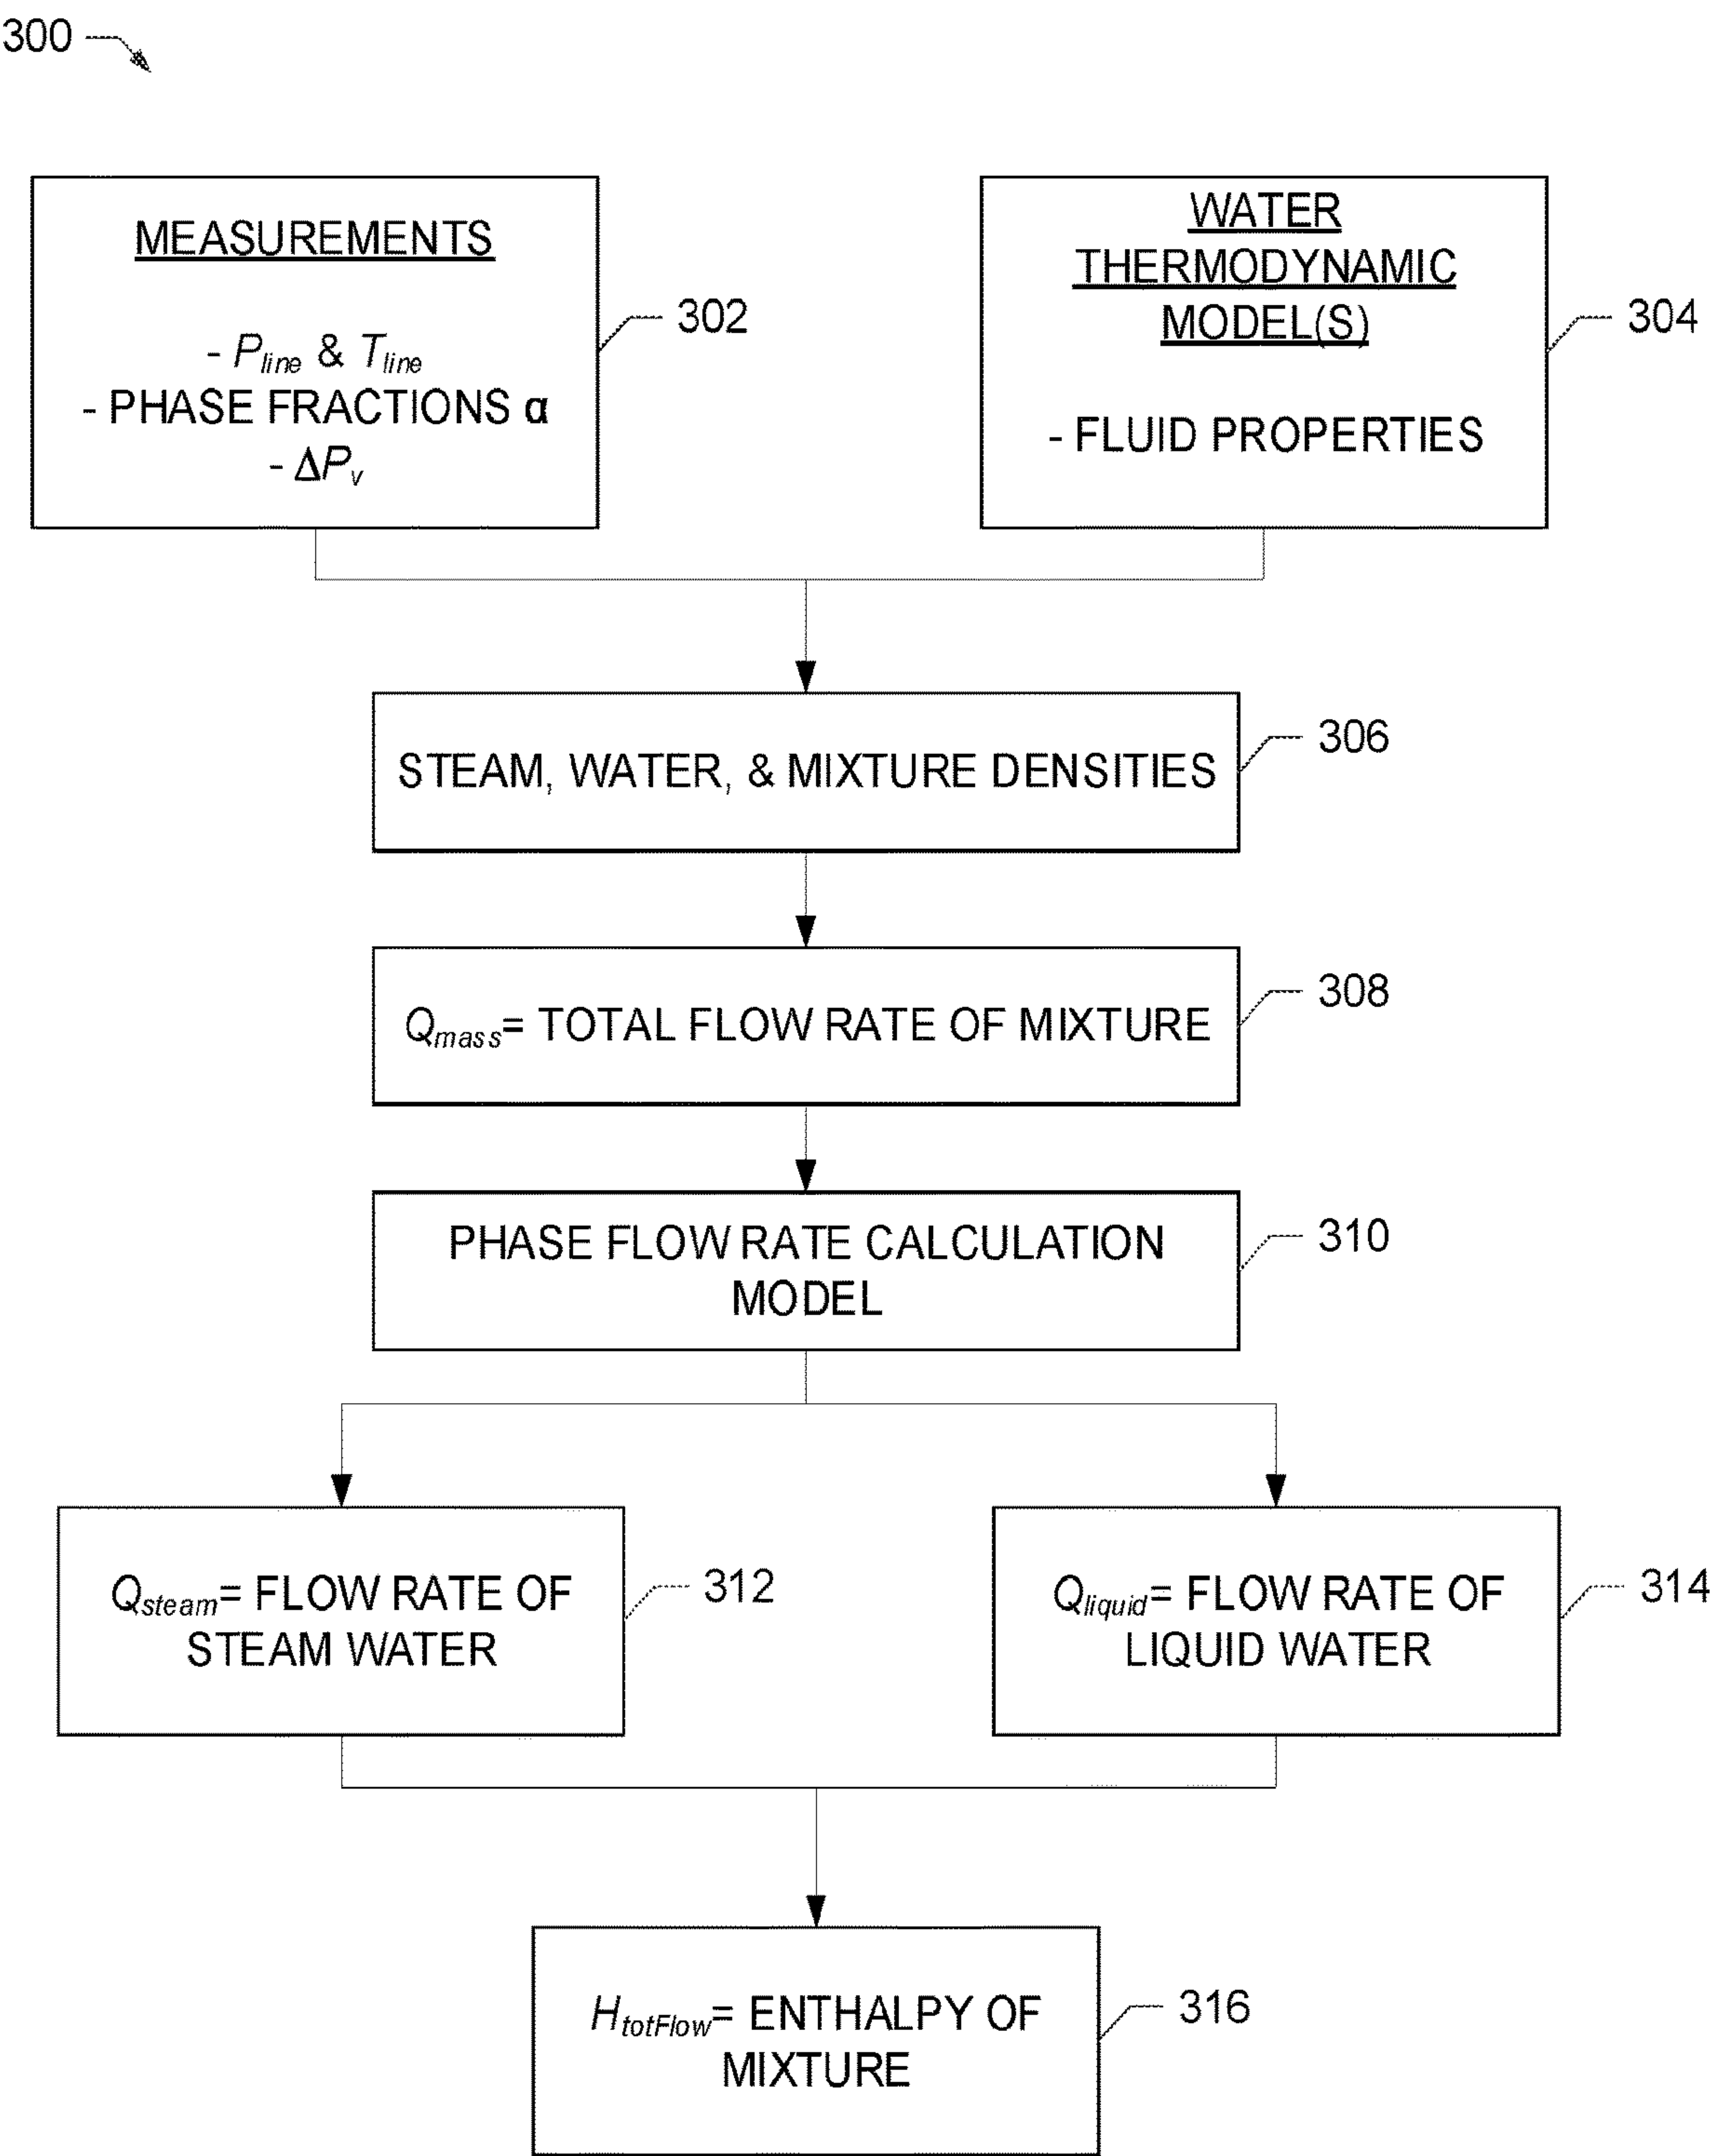 300
MEASUREMENTS
- Pline & Tline
- PHASE FRACTIONS α
- ΔPv
302
WATER
THERMODYNAMIC
MODEL(S)
- FLUID PROPERTIES
304
STEAM, WATER, & MIXTURE DENSITIES
306
Qmass= TOTAL FLOW RATE OF MIXTURE
308
PHASE FLOW RATE CALCULATION
MODEL
310
Qsteam= FLOW RATE OF
STEAM WATER
312
Qliquid= FLOW RATE OF
LIQUID WATER
314
HtotFlow= ENTHALPY OF
MIXTURE
316